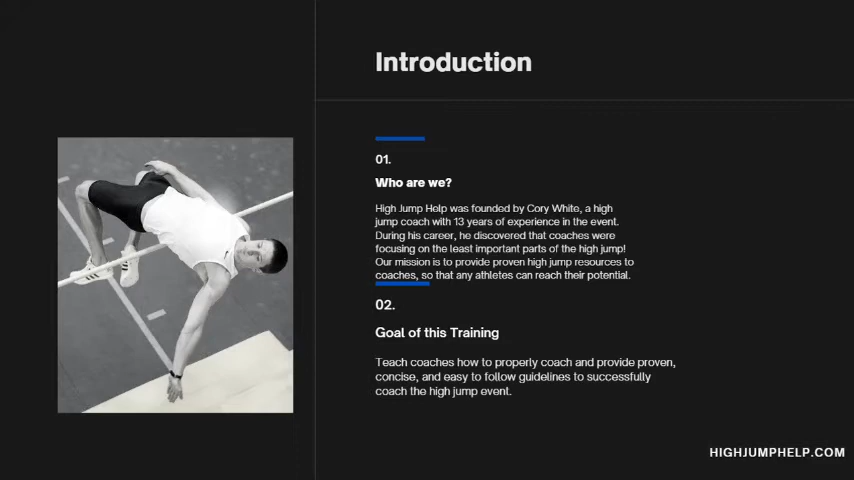 Introduction
01.
Who are we?
High Jump Help was founded by Cory White, a high
jump coach with 13 years of experience in the event.
During his career, he discovered that coaches were
focusing on the least important parts of the high jump!
Our mission is to provide proven high jump resources to
coaches, so that any athletes can reach their potential.
02.
Goal of this Training
Teach coaches how to properly coach and provide proven,
concise, and easy to follow guidelines to successfully
coach the high jump event.
HIGHJUMPHELP.COM